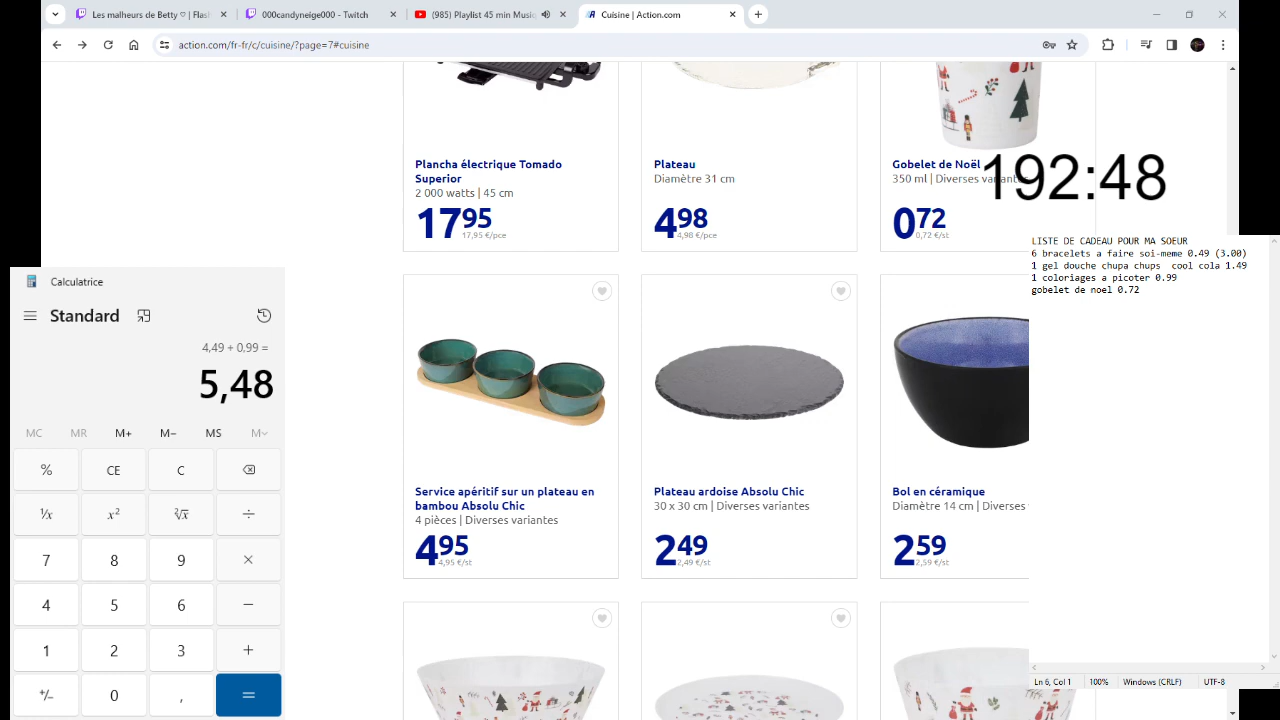 Les malheurs de Betty ♡ | Flash
000candyneige000 - Twitch
(985) Playlist 45 min Music
Cuisine | Action.com
action.com/fr-fr/c/cuisine/?page=7#cuisine
Plancha électrique Tomado
Superior
2 000 watts | 45 cm
17 95
17,95 €/pce
Plateau
Diamètre 31 cm
4 98
4,98 €/pce
Gobelet de Noël
350 ml | Diverses variantes
0 72
0,72 €/st
192:48
LISTE DE CADEAU POUR MA SOEUR
6 bracelets a faire soi-meme 0.49 (3.00)
1 gel douche chupa chups  cool cola 1.49
1 coloriages a picoter 0.99
gobelet de noel 0.72
Calculatrice
Standard
4,49 + 0,99 =
5,48
MC MR M+ M− MS M
% CE C
¹/x x² ²√x ÷
7 8 9 ×
4 5 6 −
1 2 3 +
+/− 0 , =
Service apéritif sur un plateau en
bambou Absolu Chic
4 pièces | Diverses variantes
4 95
4,95 €/st
Plateau ardoise Absolu Chic
30 x 30 cm | Diverses variantes
2 49
2,49 €/st
Bol en céramique
Diamètre 14 cm | Diverses
2 59
2,59 €/st
Ln 6, Col 1
100%
Windows (CRLF)
UTF-8